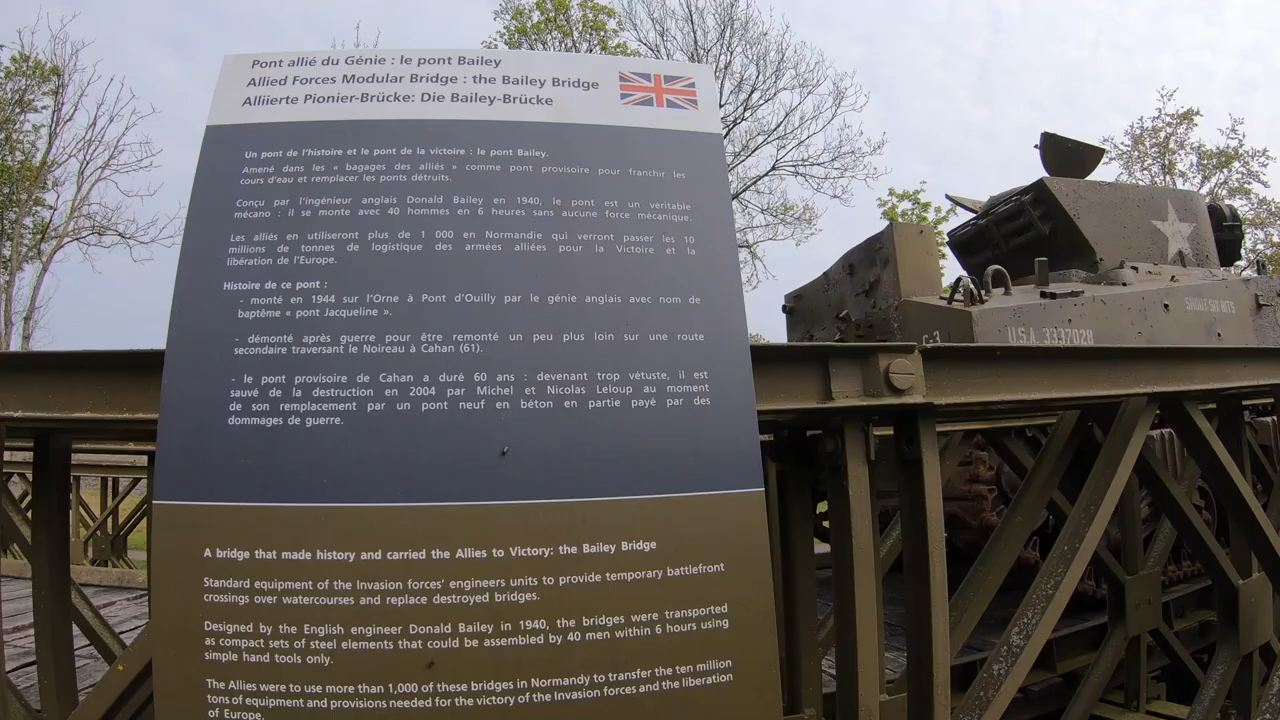 Pont allié du Génie : le pont Bailey
Allied Forces Modular Bridge : the Bailey Bridge
Alliierte Pionier-Brücke: Die Bailey-Brücke
Un pont de l'histoire et le pont de la victoire : le pont Bailey.
Amené dans les « bagages des alliés » comme pont provisoire pour franchir les
cours d'eau et remplacer les ponts détruits.
Conçu par l'ingénieur anglais Donald Bailey en 1940, le pont est un véritable
mécano : il se monte avec 40 hommes en 6 heures sans aucune force mécanique.
Les alliés en utiliseront plus de 1 000 en Normandie qui verront passer les 10
millions de tonnes de logistique des armées alliées pour la Victoire et la
libération de l'Europe.
Histoire de ce pont :
- monté en 1944 sur l'Orne à Pont d'Ouilly par le génie anglais avec nom de
baptême « pont Jacqueline ».
- démonté après guerre pour être remonté un peu plus loin sur une route
secondaire traversant le Noireau à Cahan (61).
- le pont provisoire de Cahan a duré 60 ans : devenant trop vétuste, il est
sauvé de la destruction en 2004 par Michel et Nicolas Leloup au moment
de son remplacement par un pont neuf en béton en partie payé par des
dommages de guerre.
A bridge that made history and carried the Allies to Victory: the Bailey Bridge
Standard equipment of the Invasion forces' engineers units to provide temporary battlefront
crossings over watercourses and replace destroyed bridges.
Designed by the English engineer Donald Bailey in 1940, the bridges were transported
as compact sets of steel elements that could be assembled by 40 men within 6 hours using
simple hand tools only.
The Allies were to use more than 1,000 of these bridges in Normandy to transfer the ten million
tons of equipment and provisions needed for the victory of the Invasion forces and the liberation
of Europe.
C-3
U.S.A. 3337028